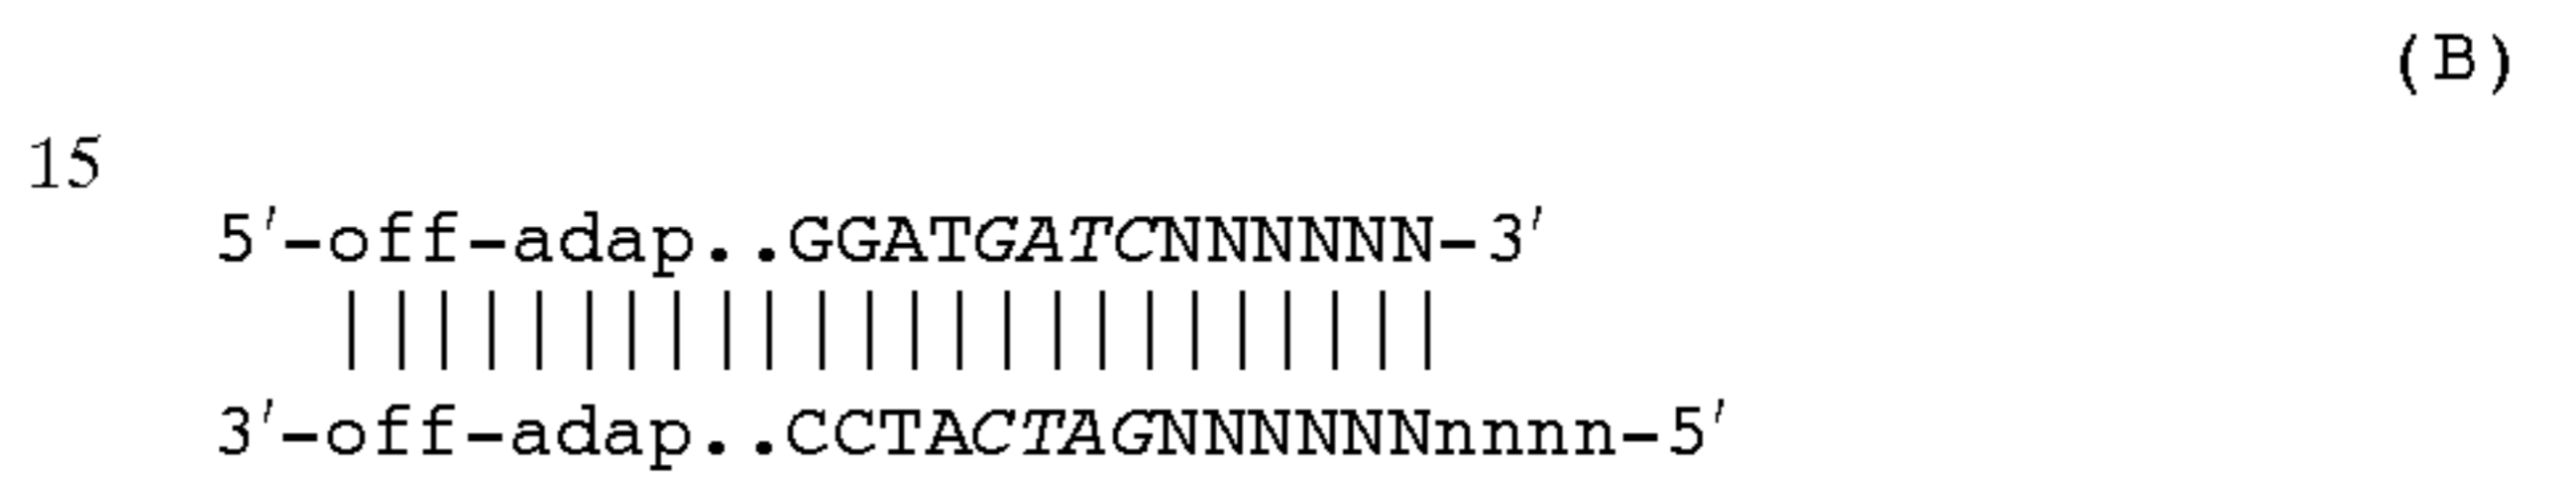 (B)
15
5′-off-adap..GGATGATCNNNNNN-3′
||||||||||||||||||||||||
3′-off-adap..CCTACTAGNNNNNNnnnn-5′